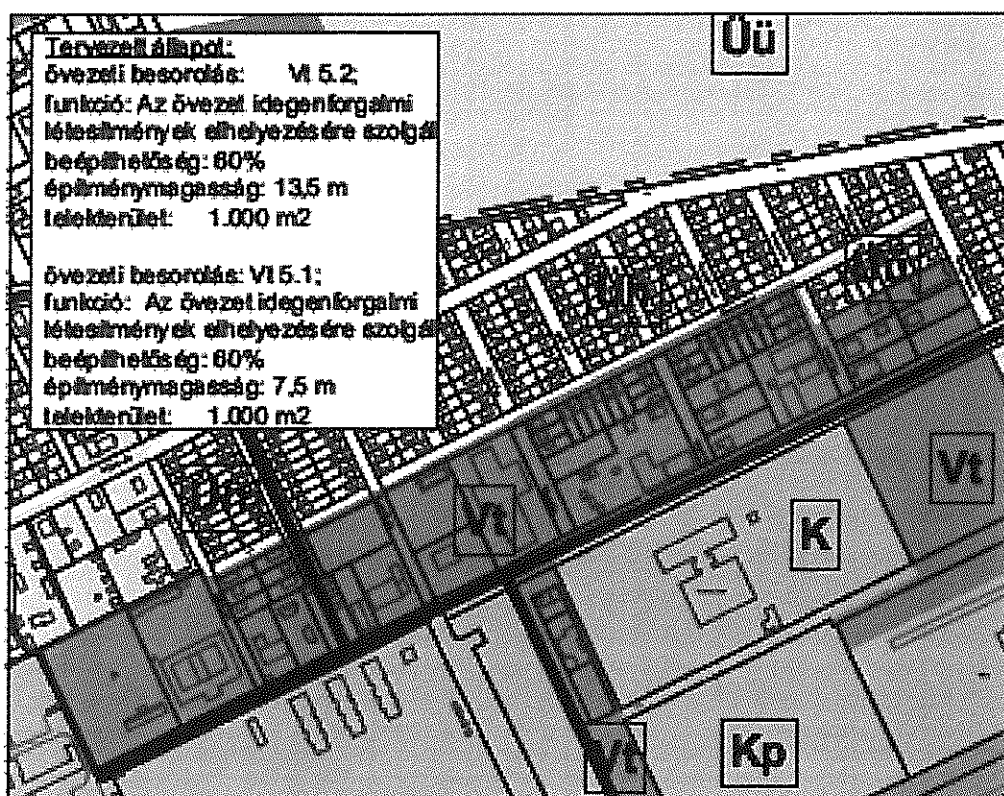 Tervezett állapot:
övezeti besorolás: Vt 5.2;
funkció: Az övezet idegenforgalmi
létesítmények elhelyezésére szolgál
beépíthetőség: 60%
építménymagasság: 13,5 m
telekterület: 1.000 m2
övezeti besorolás: Vt 5.1;
funkció: Az övezet idegenforgalmi
létesítmények elhelyezésére szolgál
beépíthetőség: 60%
építménymagasság: 7,5 m
telekterület: 1.000 m2
Üü
Vt
Vt
K
Vt
Kp